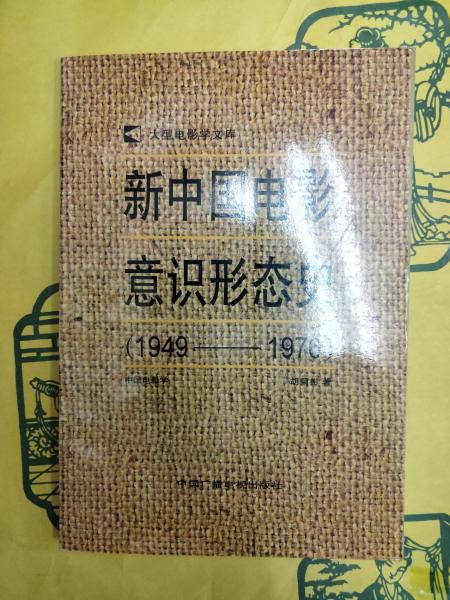 大型电影学文库
新中国电影
意识形态史
(1949——1976)
中国电影学 胡菊彬 著
中国广播电视出版社